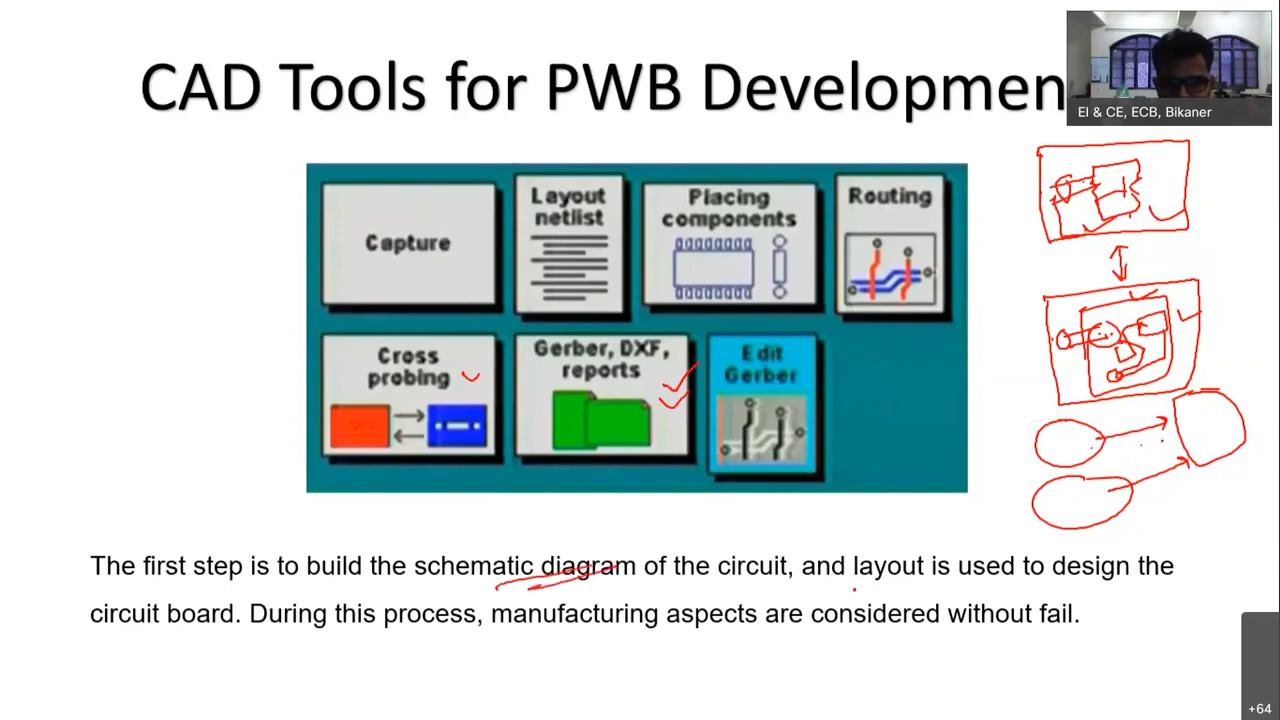 CAD Tools for PWB Developmen
EI & CE, ECB, Bikaner
Capture
Layout
netlist
Placing
components
Routing
Cross
probing
Gerber, DXF,
reports
Edit
Gerber
The first step is to build the schematic diagram of the circuit, and layout is used to design the
circuit board. During this process, manufacturing aspects are considered without fail.
+64